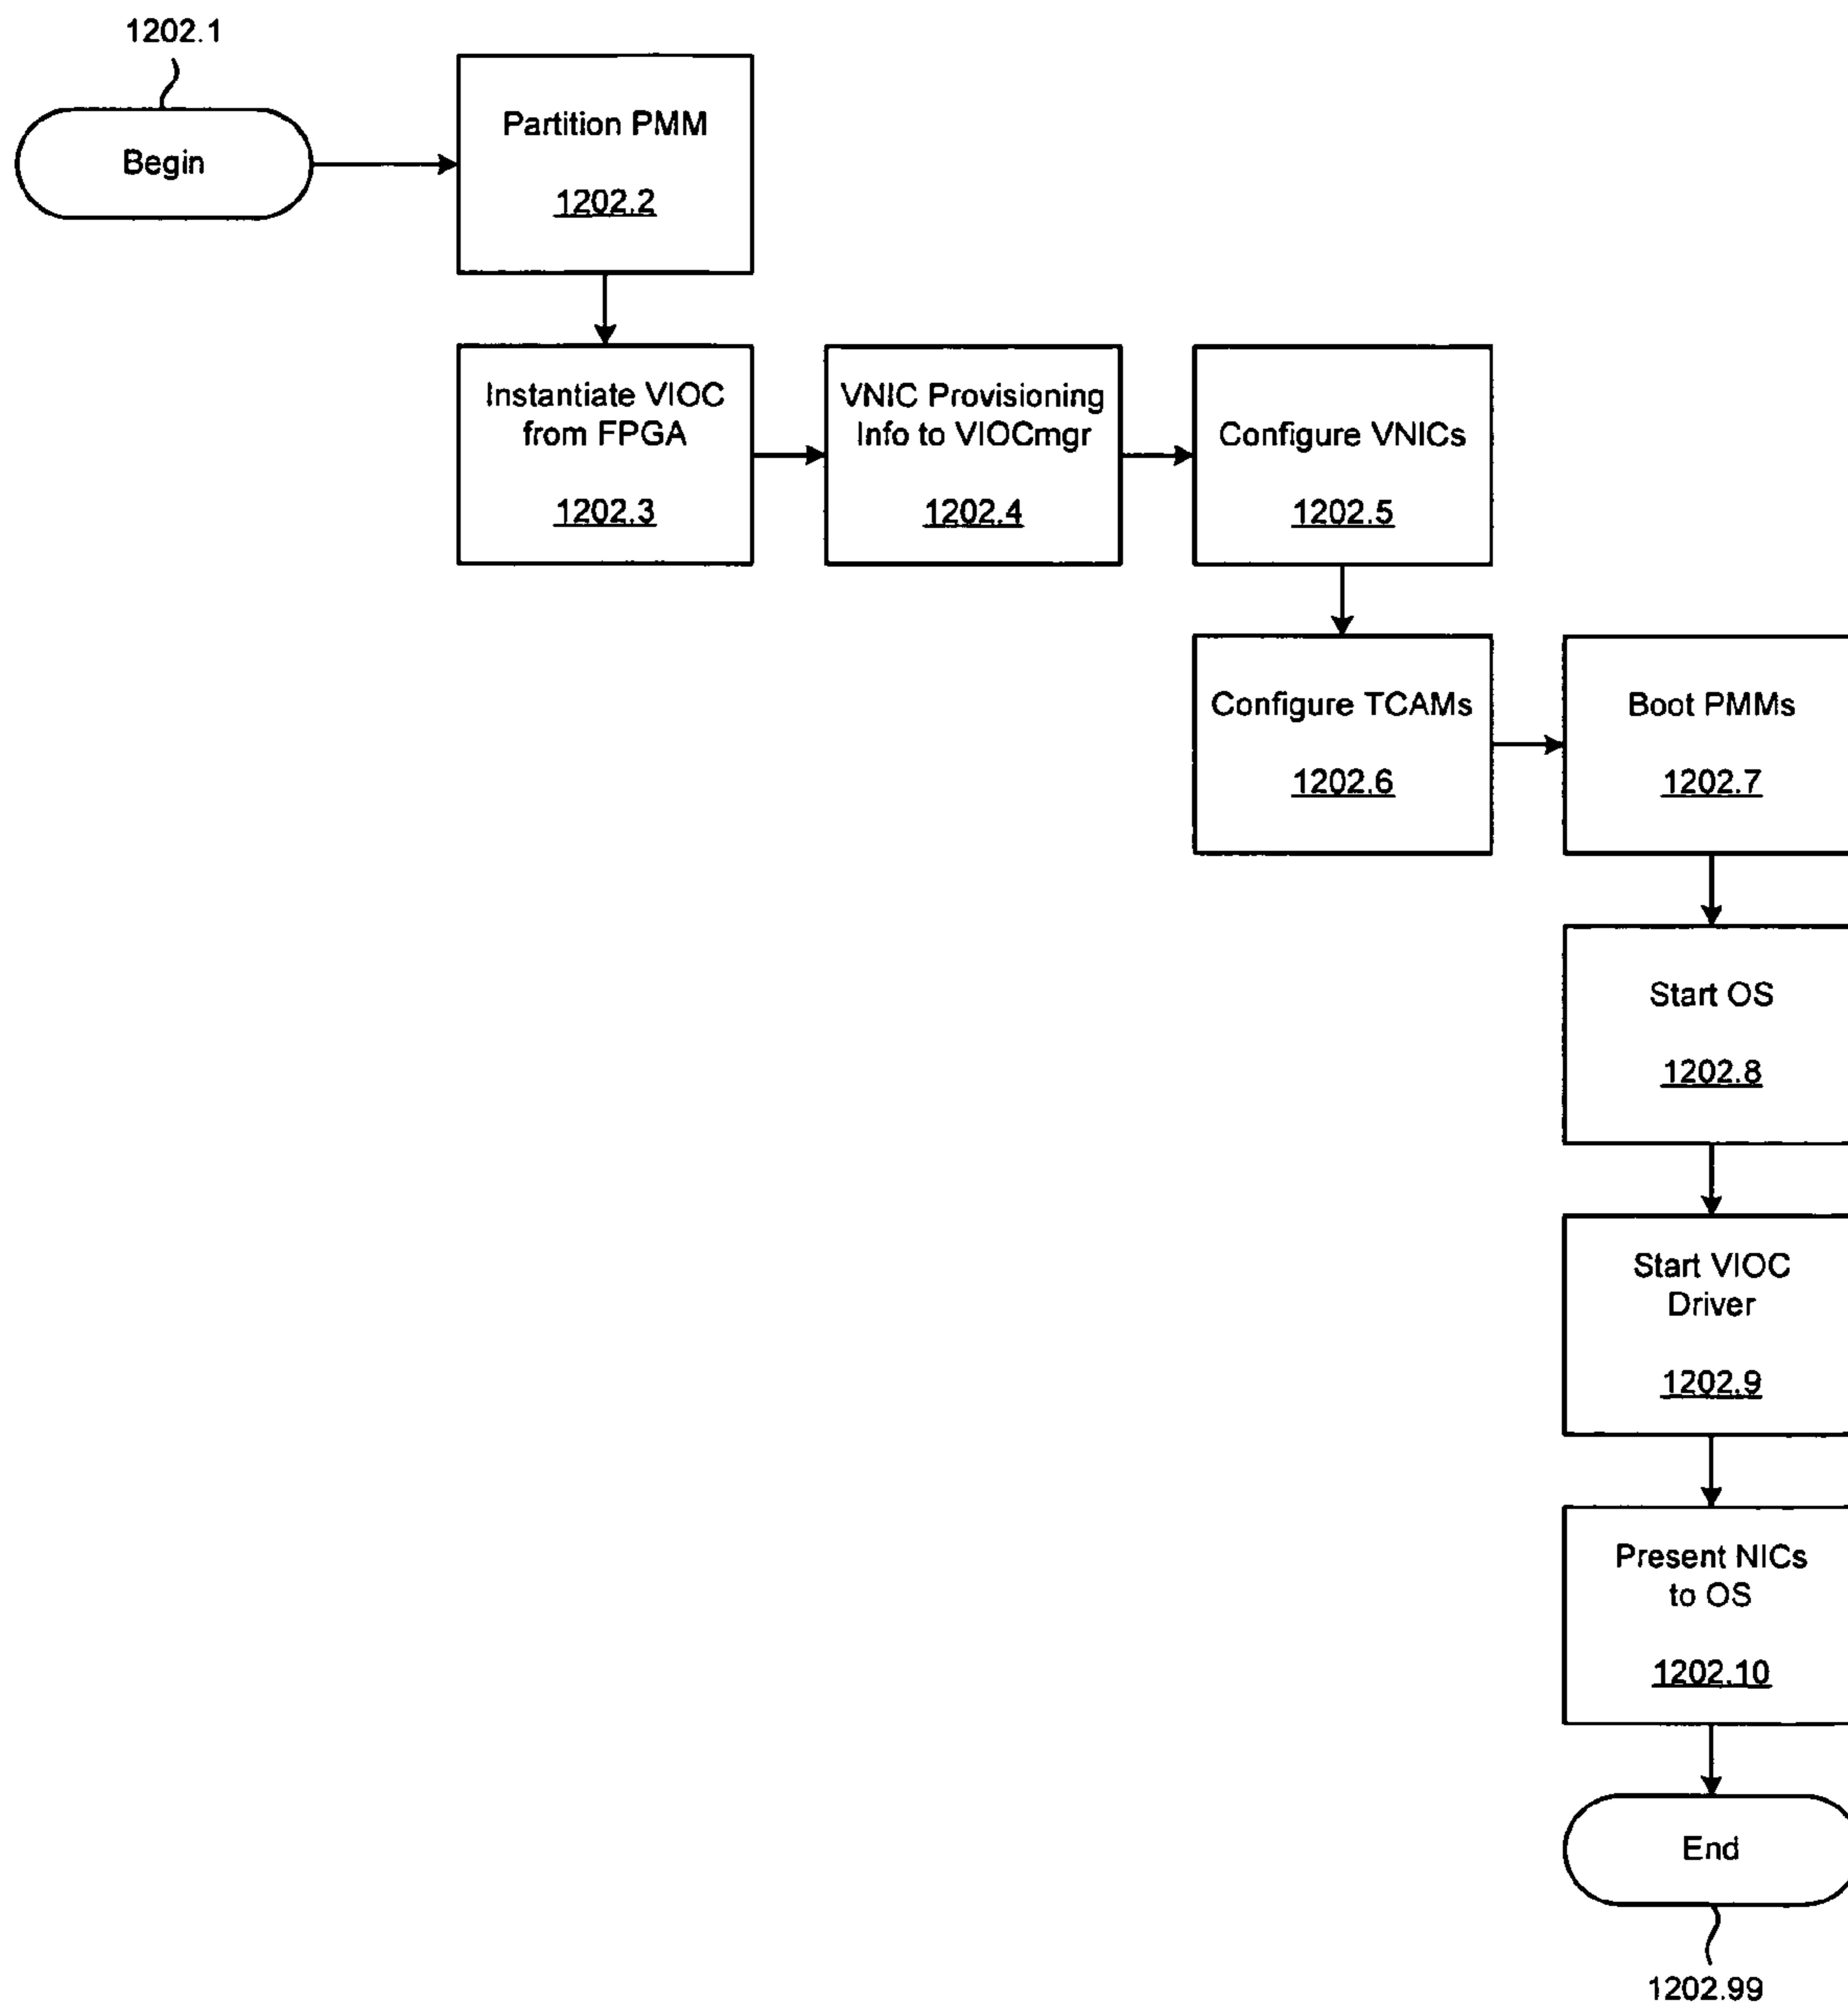 1202.1
Begin
Partition PMM
1202.2
Instantiate VIOC
from FPGA
1202.3
VNIC Provisioning
Info to VIOCmgr
1202.4
Configure VNICs
1202.5
Configure TCAMs
1202.6
Boot PMMs
1202.7
Start OS
1202.8
Start VIOC
Driver
1202.9
Present NICs
to OS
1202.10
End
1202.99